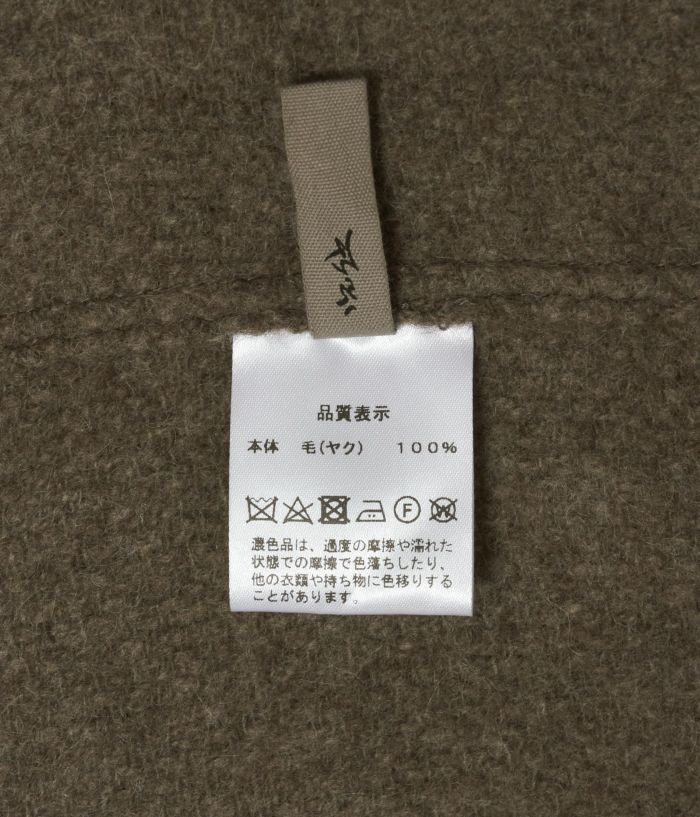 品質表示
本体 毛(ヤク) 100%
F W
濃色品は、過度の摩擦や濡れた
状態での摩擦で色落ちしたり、
他の衣類や持ち物に色移りする
ことがあります。